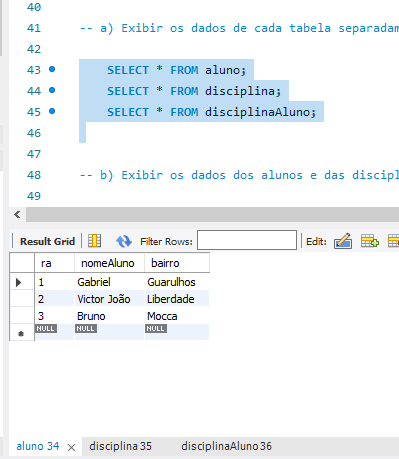 40
41 -- a) Exibir os dados de cada tabela separadam
42
43 SELECT * FROM aluno;
44 SELECT * FROM disciplina;
45 SELECT * FROM disciplinaAluno;
46
47
48 -- b) Exibir os dados dos alunos e das discipl
49
Result Grid Filter Rows: Edit:
ra nomeAluno bairro
1 Gabriel Guarulhos
2 Victor João Liberdade
3 Bruno Mocca
NULL NULL NULL
aluno 34 disciplina 35 disciplinaAluno 36